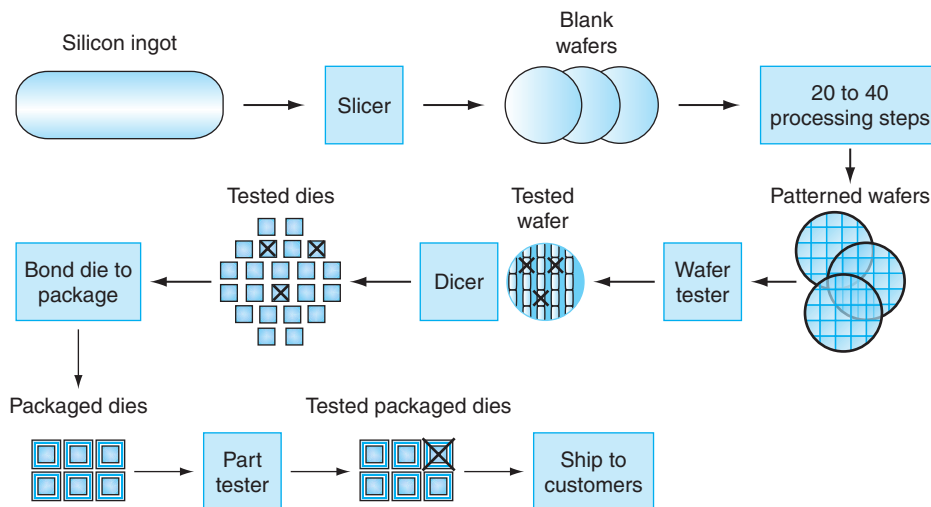 Silicon ingot
Slicer
Blank
wafers
20 to 40
processing steps
Patterned wafers
Wafer
tester
Tested
wafer
Dicer
Tested dies
Bond die to
package
Packaged dies
Part
tester
Tested packaged dies
Ship to
customers